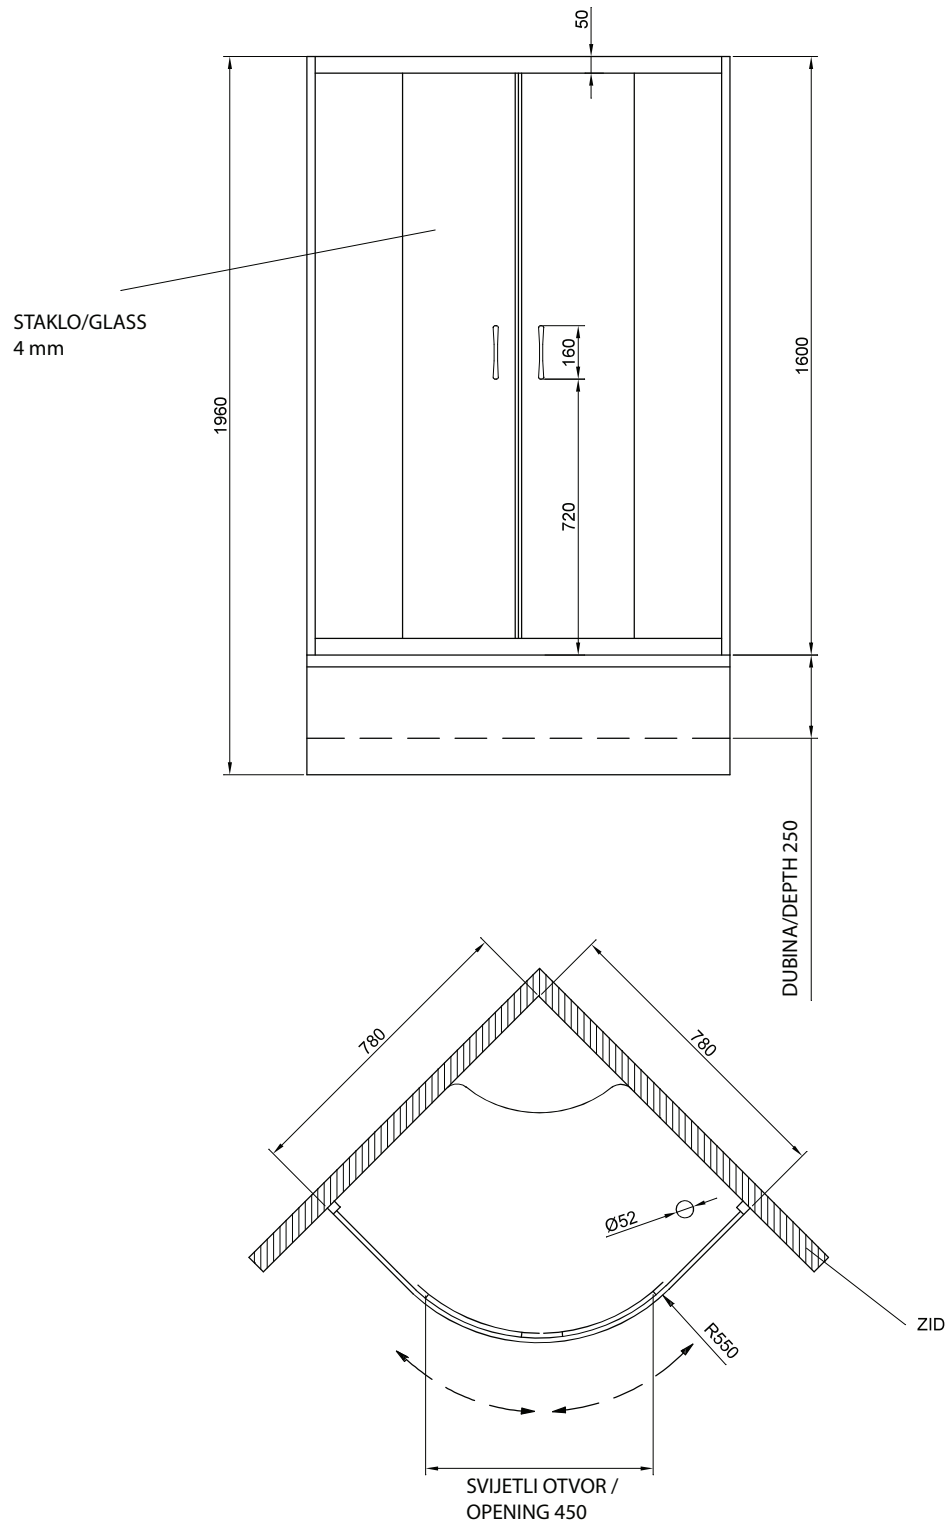 50
STAKLO/GLASS
4 mm
1960
160
1600
720
DUBINA/DEPTH 250
780
780
Ø52
R550
ZID
SVIJETLI OTVOR /
OPENING 450